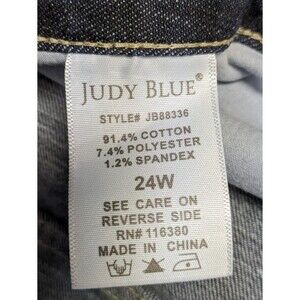 JUDY BLUE®
STYLE# JB88336
91.4% COTTON
7.4% POLYESTER
1.2% SPANDEX
24W
SEE CARE ON
REVERSE SIDE
RN# 116380
MADE IN CHINA